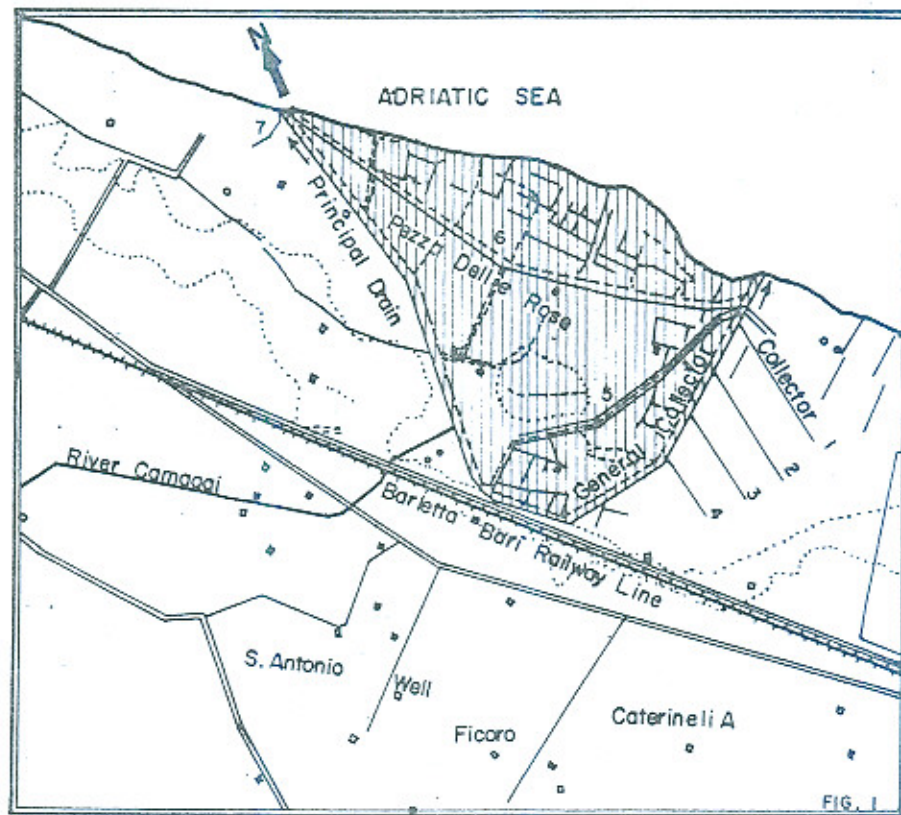 N
ADRIATIC SEA
7
Principal Drain
6
Pazza Delle Rose
5
General Collector
Collector 1
2
3
4
River Camaggi
Barletta Bari Railway Line
S. Antonio
Well
Ficoro
Caterineli A
FIG. 1